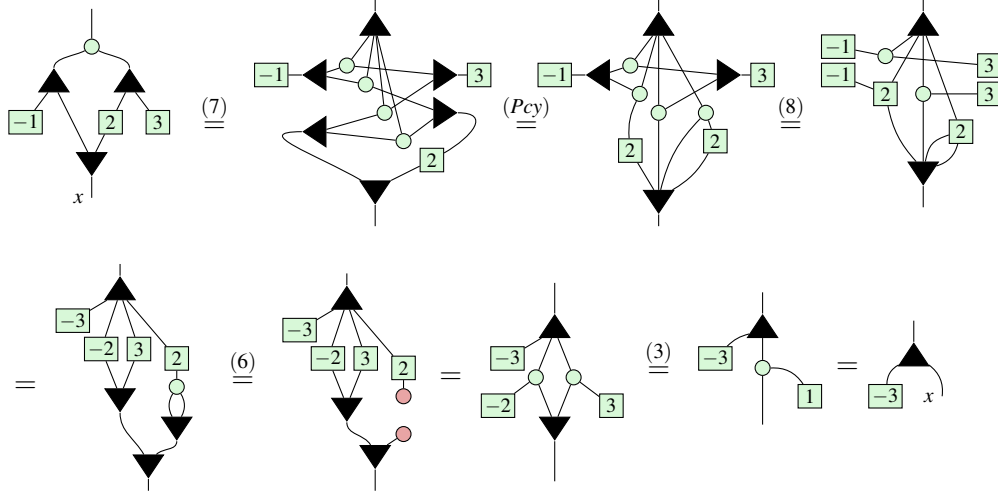 (7) = (Pcy) = (8) =
−1 2 3
−1 3 2
−1 3 2 2
−1 −1 2 3 3 2
x
= (6) = = (3) = =
−3 −2 3 2
−3 −2 3 2
−3 −2 3
−3 1
−3 x